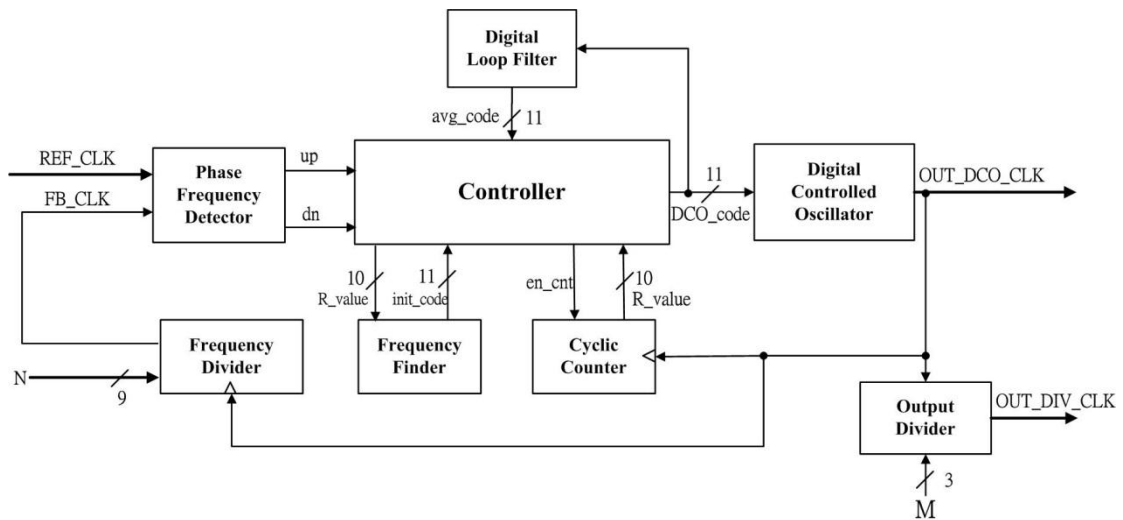 Digital
Loop Filter
avg_code
11
REF_CLK
FB_CLK
Phase
Frequency
Detector
up
dn
Controller
11
DCO_code
Digital
Controlled
Oscillator
OUT_DCO_CLK
10
R_value
11
init_code
en_cnt
10
R_value
N
9
Frequency
Divider
Frequency
Finder
Cyclic
Counter
Output
Divider
OUT_DIV_CLK
3
M